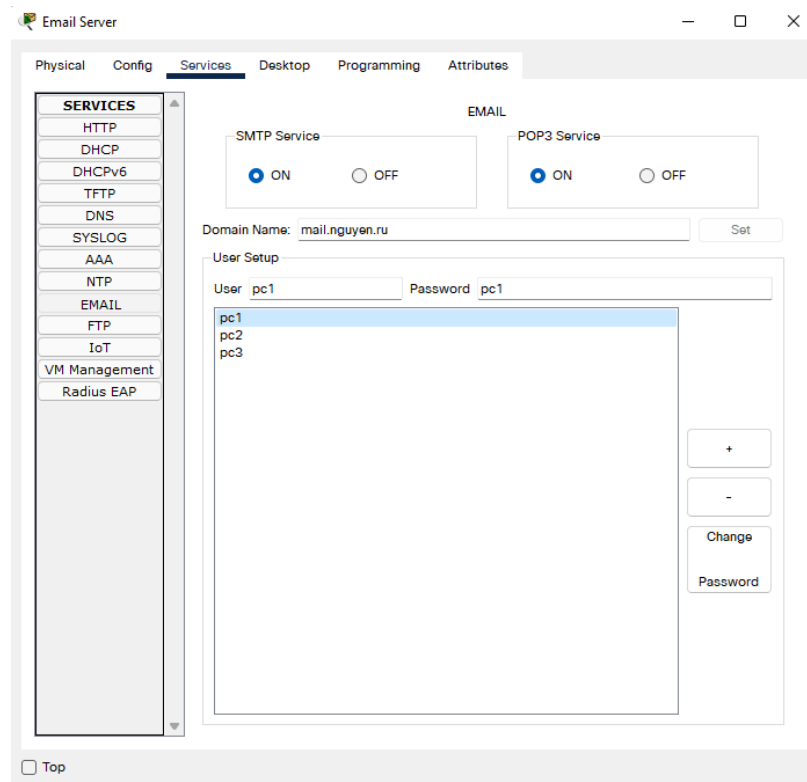 Email Server
Physical Config Services Desktop Programming Attributes
SERVICES
HTTP
DHCP
DHCPv6
TFTP
DNS
SYSLOG
AAA
NTP
EMAIL
FTP
IoT
VM Management
Radius EAP
EMAIL
SMTP Service
ON OFF
POP3 Service
ON OFF
Domain Name: mail.nguyen.ru Set
User Setup
User pc1 Password pc1
pc1
pc2
pc3
+
-
Change
Password
Top